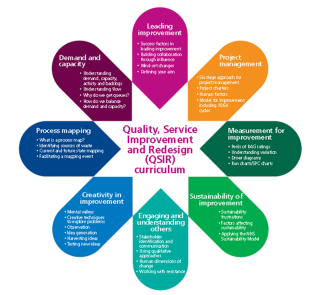 Leading
improvement
• Success factors in
leading improvement
• Building collaboration
through influence
• Mind-set changes
• Defining your aim
Project
management
• Six stage approach for
project management
• Project charters
• Human factors
• Model for Improvement
including PDSA
cycles
Measurement for
improvement
• Perils of RAG ratings
• Understanding variation
• Driver diagrams
• Run charts/SPC charts
Sustainability of
improvement
• Sustainability
frustrations
• Factors affecting
sustainability
• Applying the NHS
Sustainability Model
Engaging and
understanding
others
• Stakeholder
identification and
communication
• Using qualitative
approaches
• Human dimensions of
change
• Working with resistance
Creativity in
improvement
• Mental valleys
• Creative techniques
to explore problems
• Observation
• Idea generation
• Harvesting ideas
• Testing new ideas
Process mapping
• What is a process map?
• Identifying sources of waste
• Current and future state mapping
• Facilitating a mapping event
Demand and
capacity
• Understanding
demand, capacity,
activity and backlog
• Understanding flow
• Why do we get queues?
• How do we balance
demand and capacity?
Quality, Service
Improvement
and Redesign
(QSIR)
curriculum